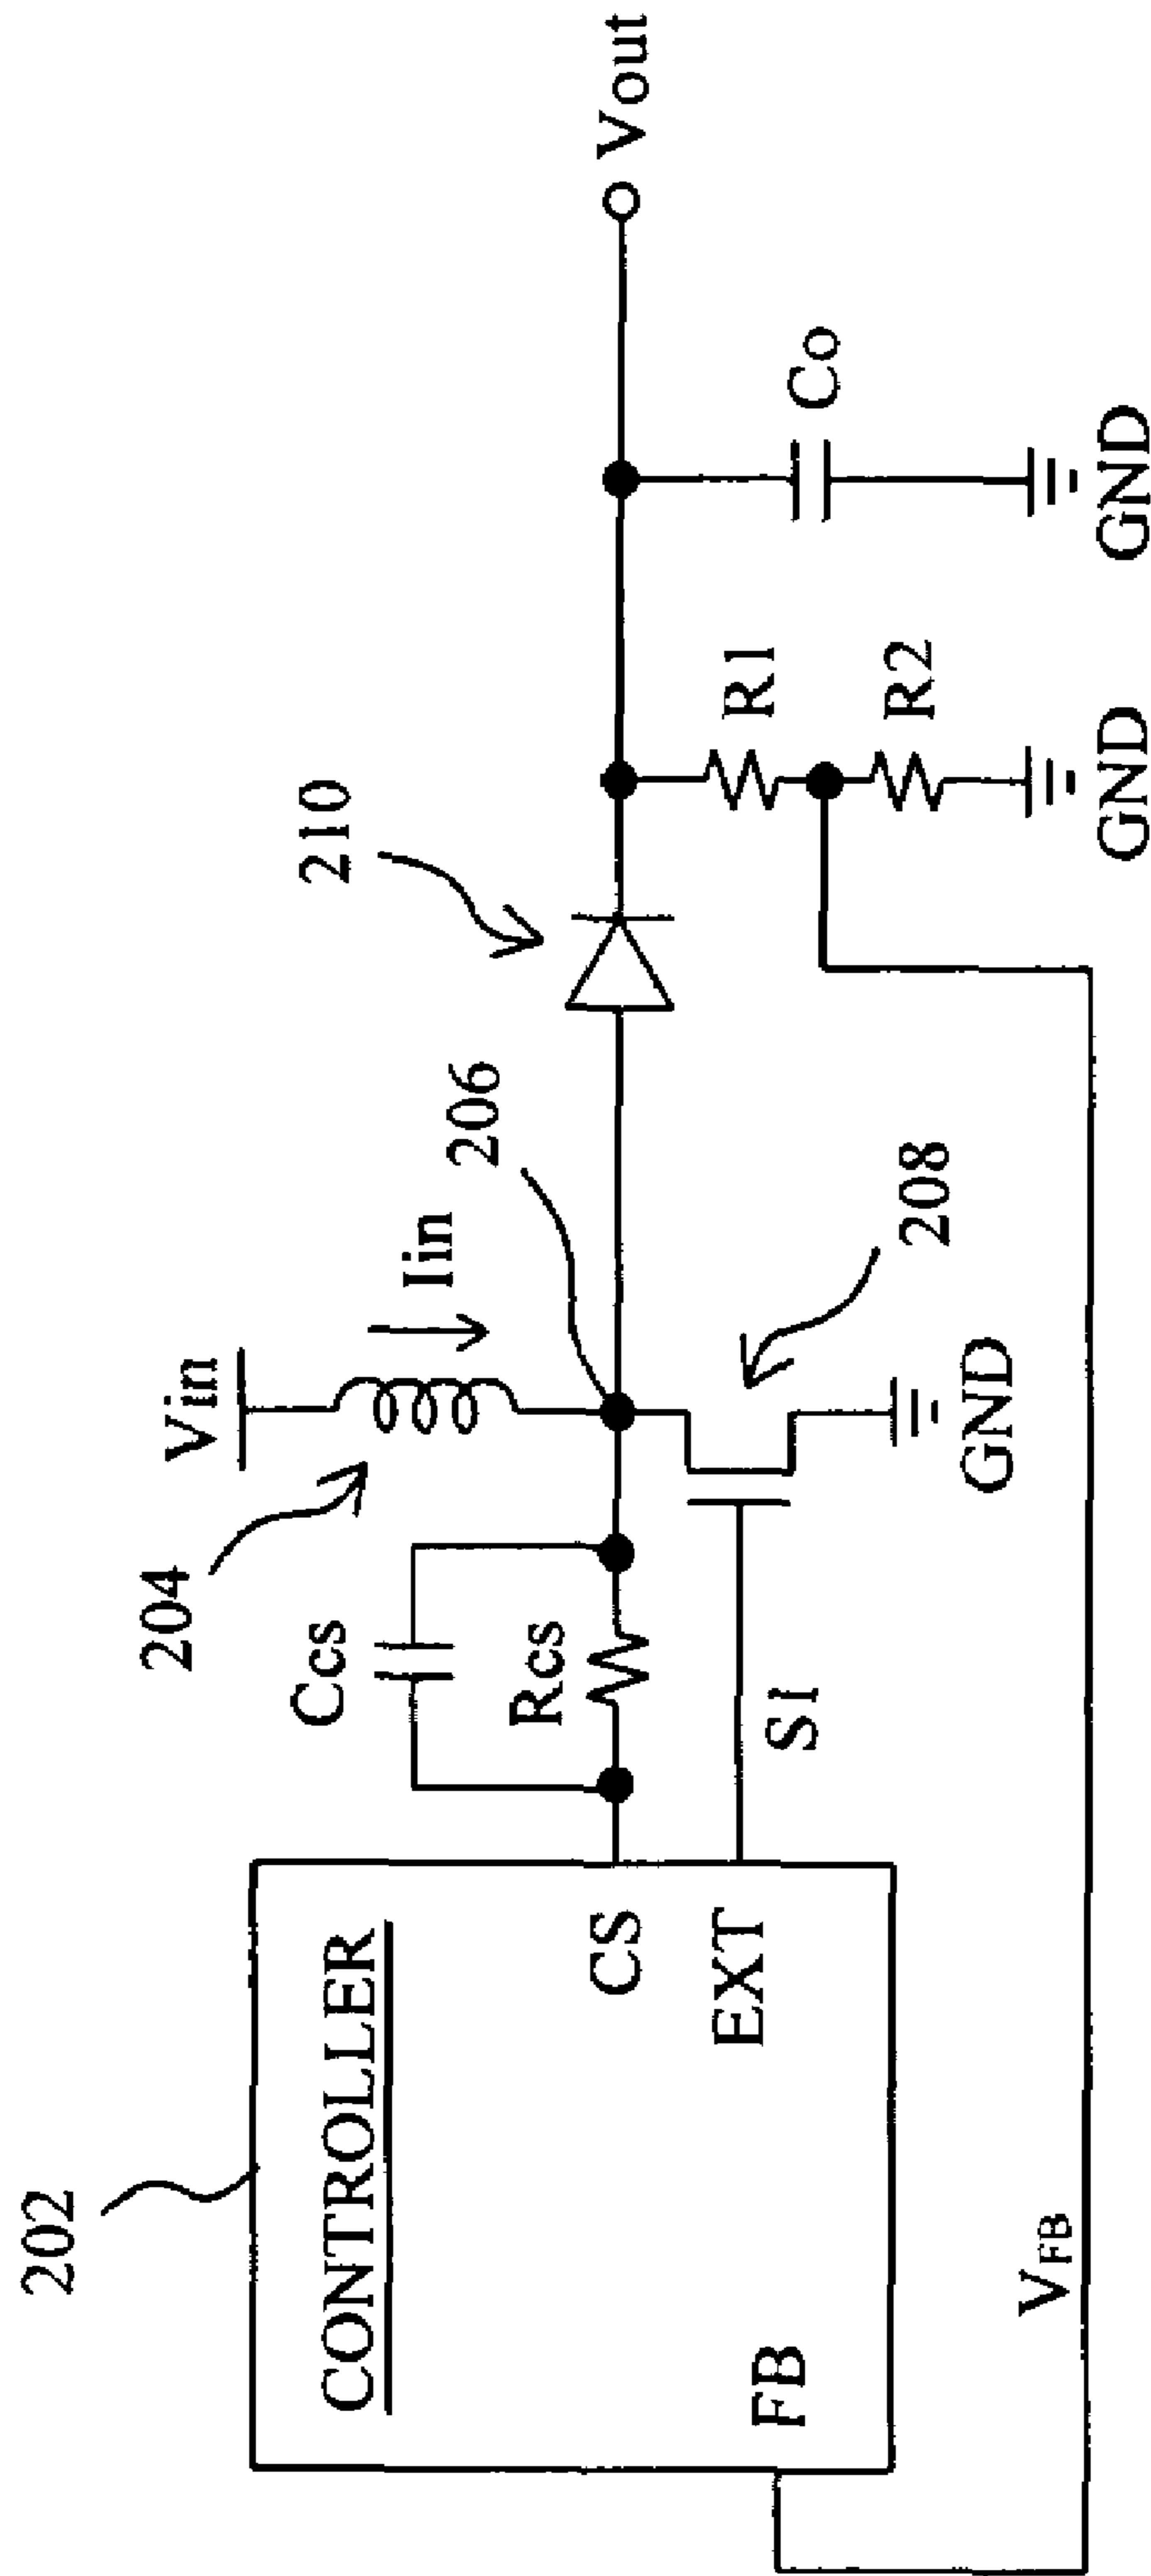 202
CONTROLLER
FB
CS
EXT
VFB
204
Vin
Iin
Ccs
Rcs
SI
206
208
GND
210
R1
R2
GND
Co
GND
Vout